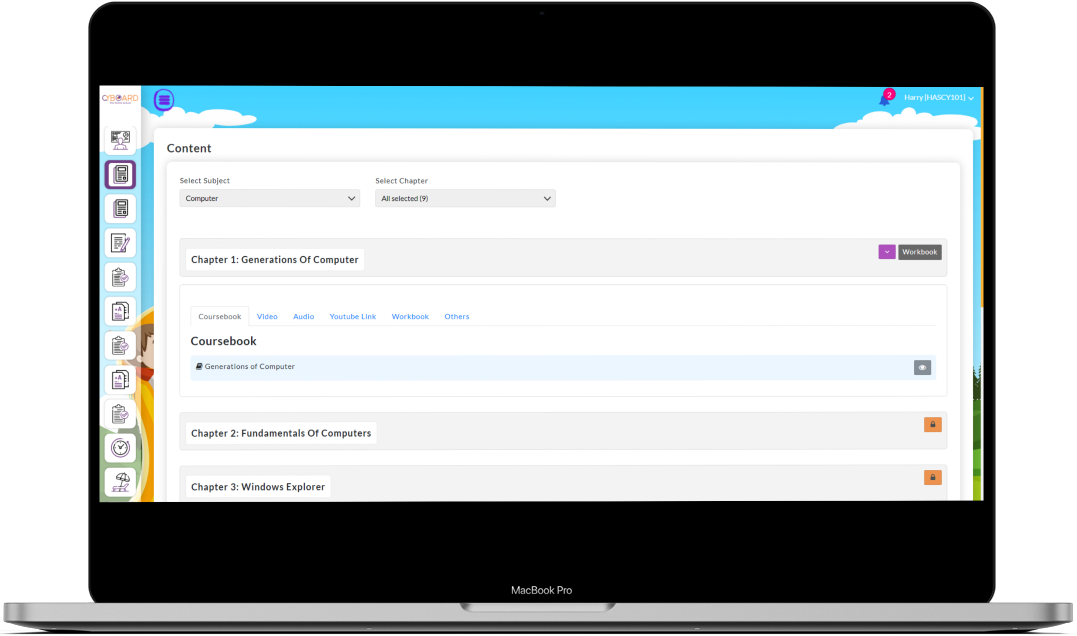 CYBOARD
2
Harry [HASCY101]
Content
Select Subject
Select Chapter
Computer
All selected (9)
Chapter 1: Generations Of Computer
Workbook
Coursebook
Video
Audio
Youtube Link
Workbook
Others
Coursebook
Generations of Computer
Chapter 2: Fundamentals Of Computers
Chapter 3: Windows Explorer
MacBook Pro